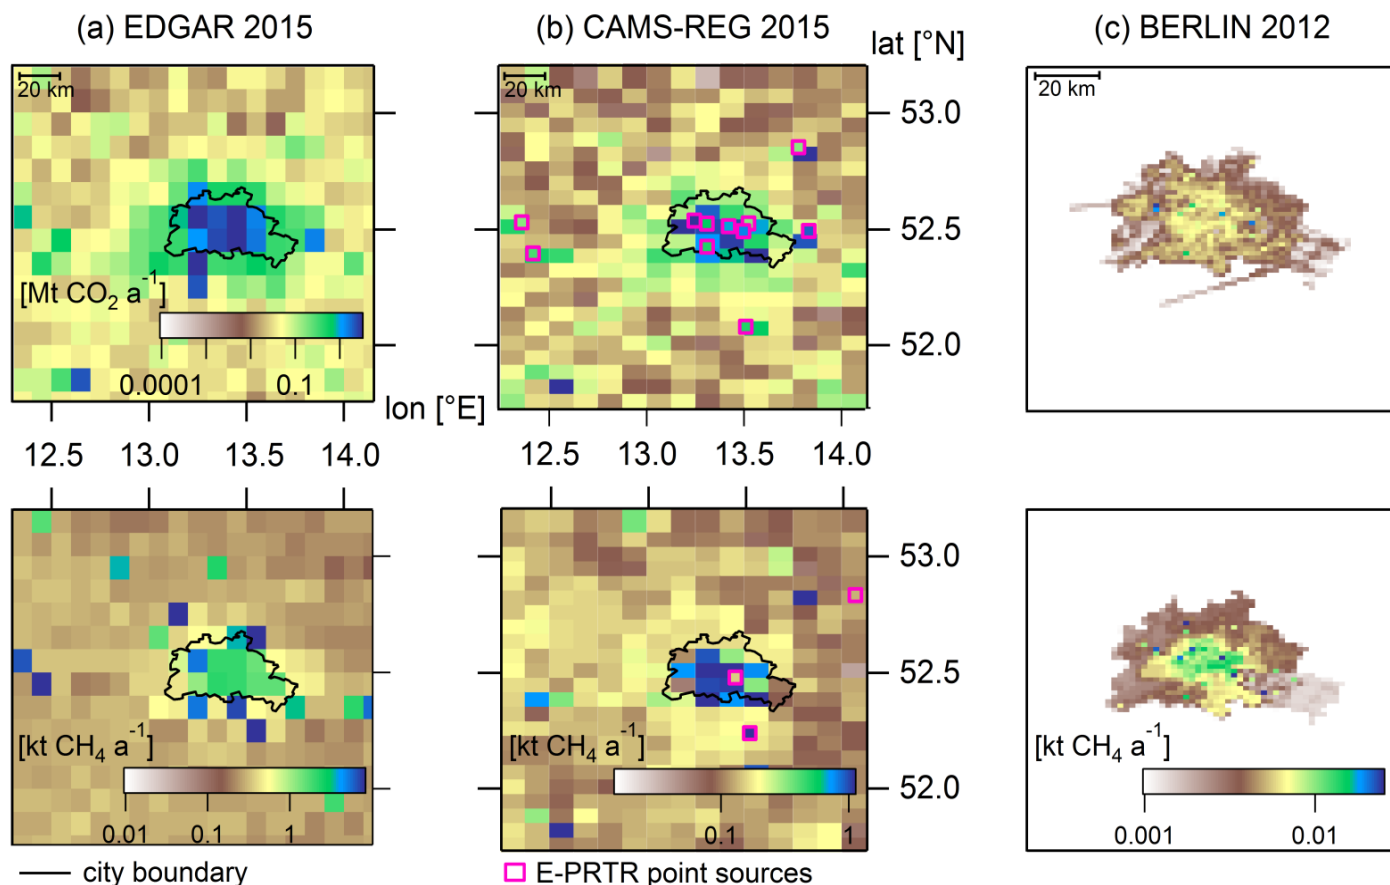 (a) EDGAR 2015
(b) CAMS-REG 2015
lat [°N]
(c) BERLIN 2012
20 km
20 km
20 km
53.0
52.5
52.0
[Mt CO₂ a⁻¹]
0.0001 0.1
lon [°E]
12.5 13.0 13.5 14.0
12.5 13.0 13.5 14.0
53.0
52.5
52.0
[kt CH₄ a⁻¹]
0.01 0.1 1
[kt CH₄ a⁻¹]
0.1 1
[kt CH₄ a⁻¹]
0.001 0.01
city boundary
E-PRTR point sources